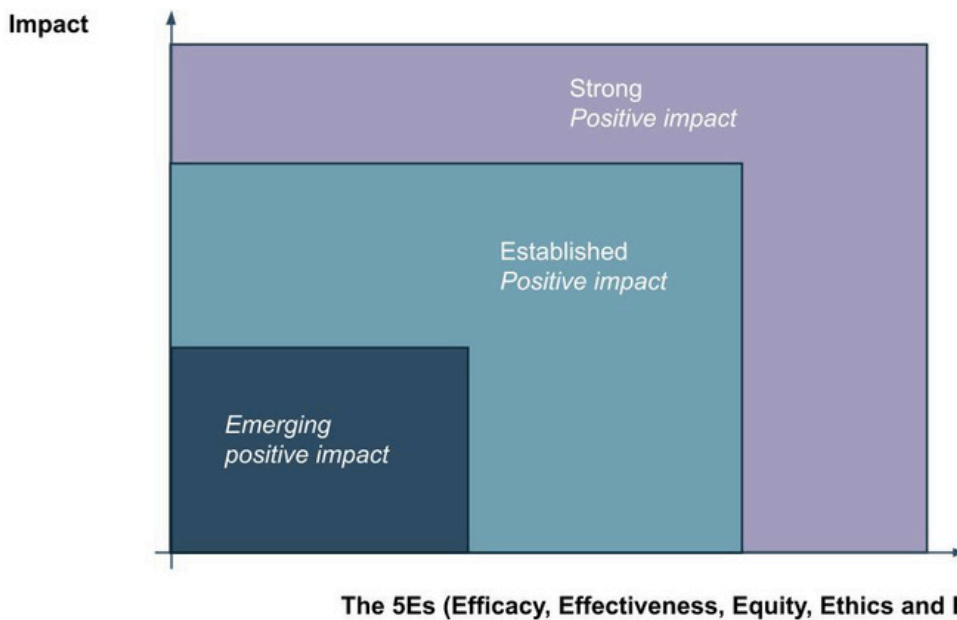 Impact
Strong
Positive impact
Established
Positive impact
Emerging
positive impact
The 5Es (Efficacy, Effectiveness, Equity, Ethics and